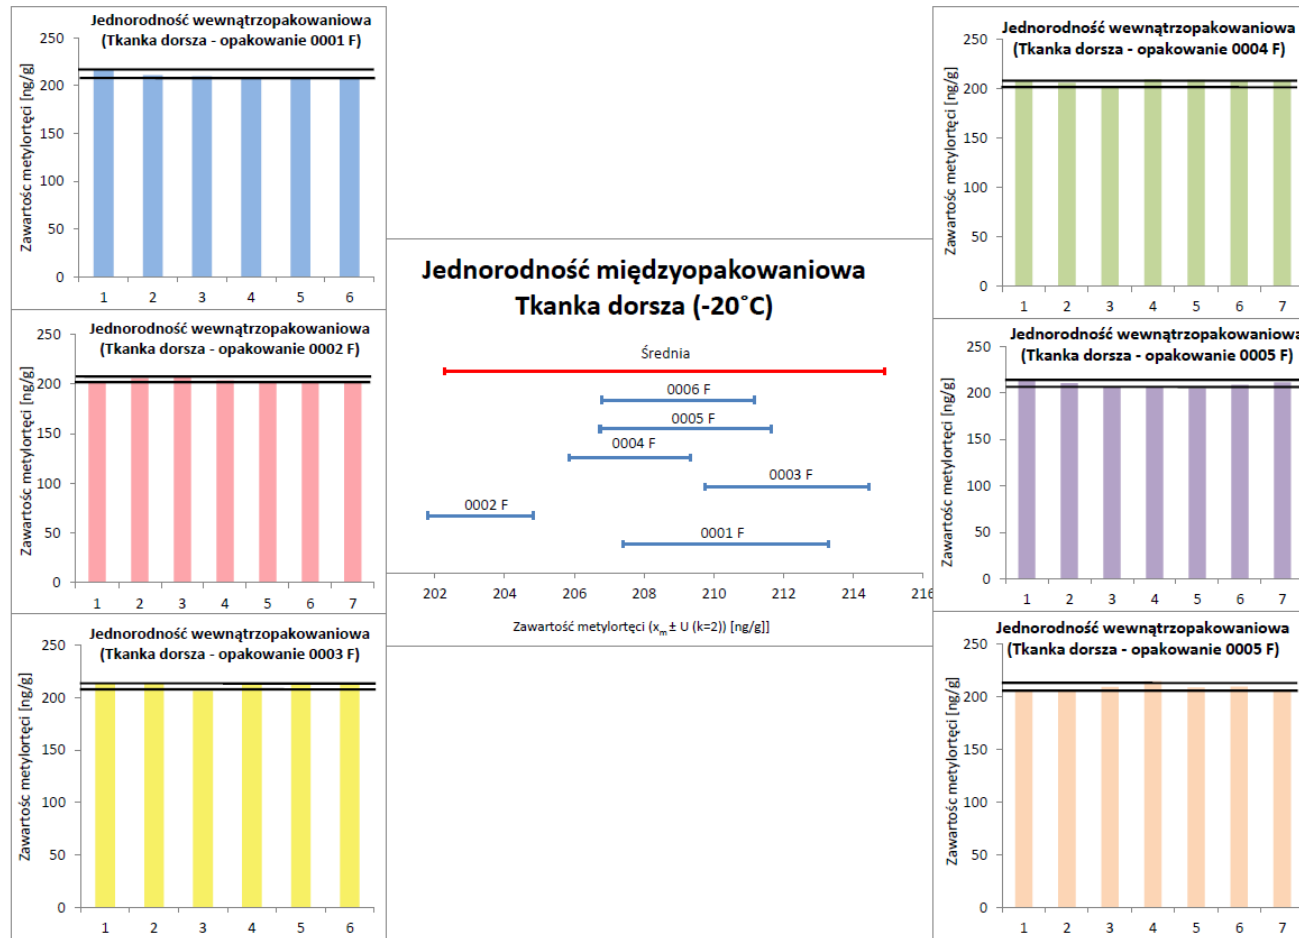 Jednorodność wewnątrzopakowaniowa
(Tkanka dorsza - opakowanie 0001 F)
Zawartośc metylortęci [ng/g]
250
200
150
100
50
0
1 2 3 4 5 6
Jednorodność wewnątrzopakowaniowa
(Tkanka dorsza - opakowanie 0002 F)
Zawartośc metylortęci [ng/g]
250
200
150
100
50
0
1 2 3 4 5 6 7
Jednorodność wewnątrzopakowaniowa
(Tkanka dorsza - opakowanie 0003 F)
Zawartośc metylortęci [ng/g]
250
200
150
100
50
0
1 2 3 4 5 6
Jednorodność międzyopakowaniowa
Tkanka dorsza (-20°C)
Średnia
0006 F
0005 F
0004 F
0003 F
0002 F
0001 F
202 204 206 208 210 212 214 216
Zawartość metylortęci (xm ± U (k=2)) [ng/g]]
Jednorodność wewnątrzopakowaniowa
(Tkanka dorsza - opakowanie 0004 F)
Zawartośc metylortęci [ng/g]
250
200
150
100
50
0
1 2 3 4 5 6 7
Jednorodność wewnątrzopakowaniowa
(Tkanka dorsza - opakowanie 0005 F)
Zawartośc metylortęci [ng/g]
250
200
150
100
50
0
1 2 3 4 5 6 7
Jednorodność wewnątrzopakowaniowa
(Tkanka dorsza - opakowanie 0005 F)
Zawartośc metylortęci [ng/g]
250
200
150
100
50
0
1 2 3 4 5 6 7